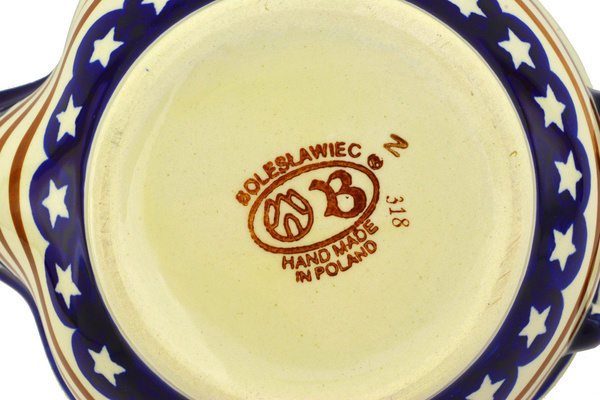 BOLESŁAWIEC
® N
B
318
HAND MADE
IN POLAND